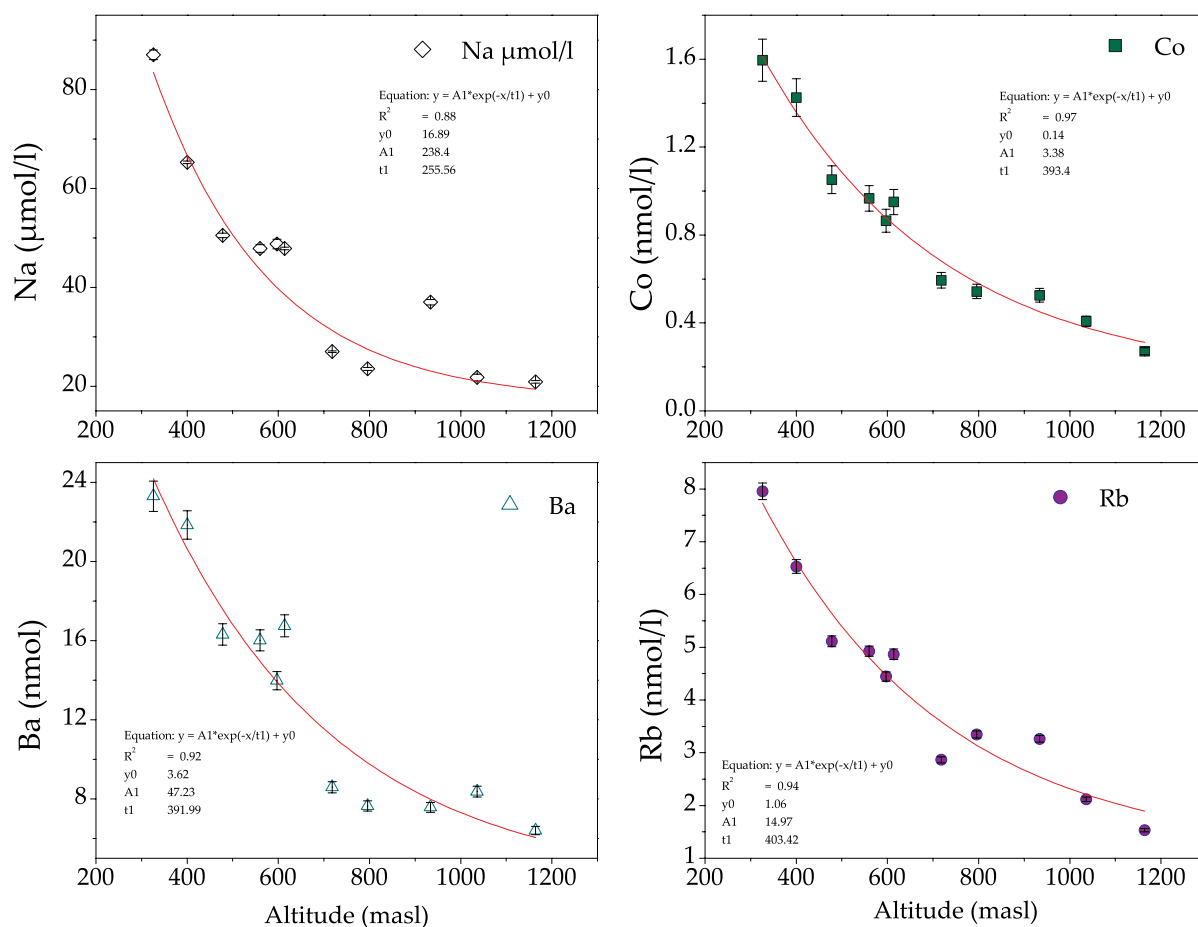 Na (µmol/l)
80
60
40
20
200
400
600
800
1000
1200
Na µmol/l
Equation: y = A1*exp(-x/t1) + y0
R² = 0.88
y0 16.89
A1 238.4
t1 255.56
Co (nmol/l)
1.6
1.2
0.8
0.4
0.0
200
400
600
800
1000
1200
Co
Equation: y = A1*exp(-x/t1) + y0
R² = 0.97
y0 0.14
A1 3.38
t1 393.4
Ba (nmol)
24
20
16
12
8
200
400
600
800
1000
1200
Altitude (masl)
Ba
Equation: y = A1*exp(-x/t1) + y0
R² = 0.92
y0 3.62
A1 47.23
t1 391.99
Rb (nmol/l)
8
7
6
5
4
3
2
1
200
400
600
800
1000
1200
Altitude (masl)
Rb
Equation: y = A1*exp(-x/t1) + y0
R² = 0.94
y0 1.06
A1 14.97
t1 403.42